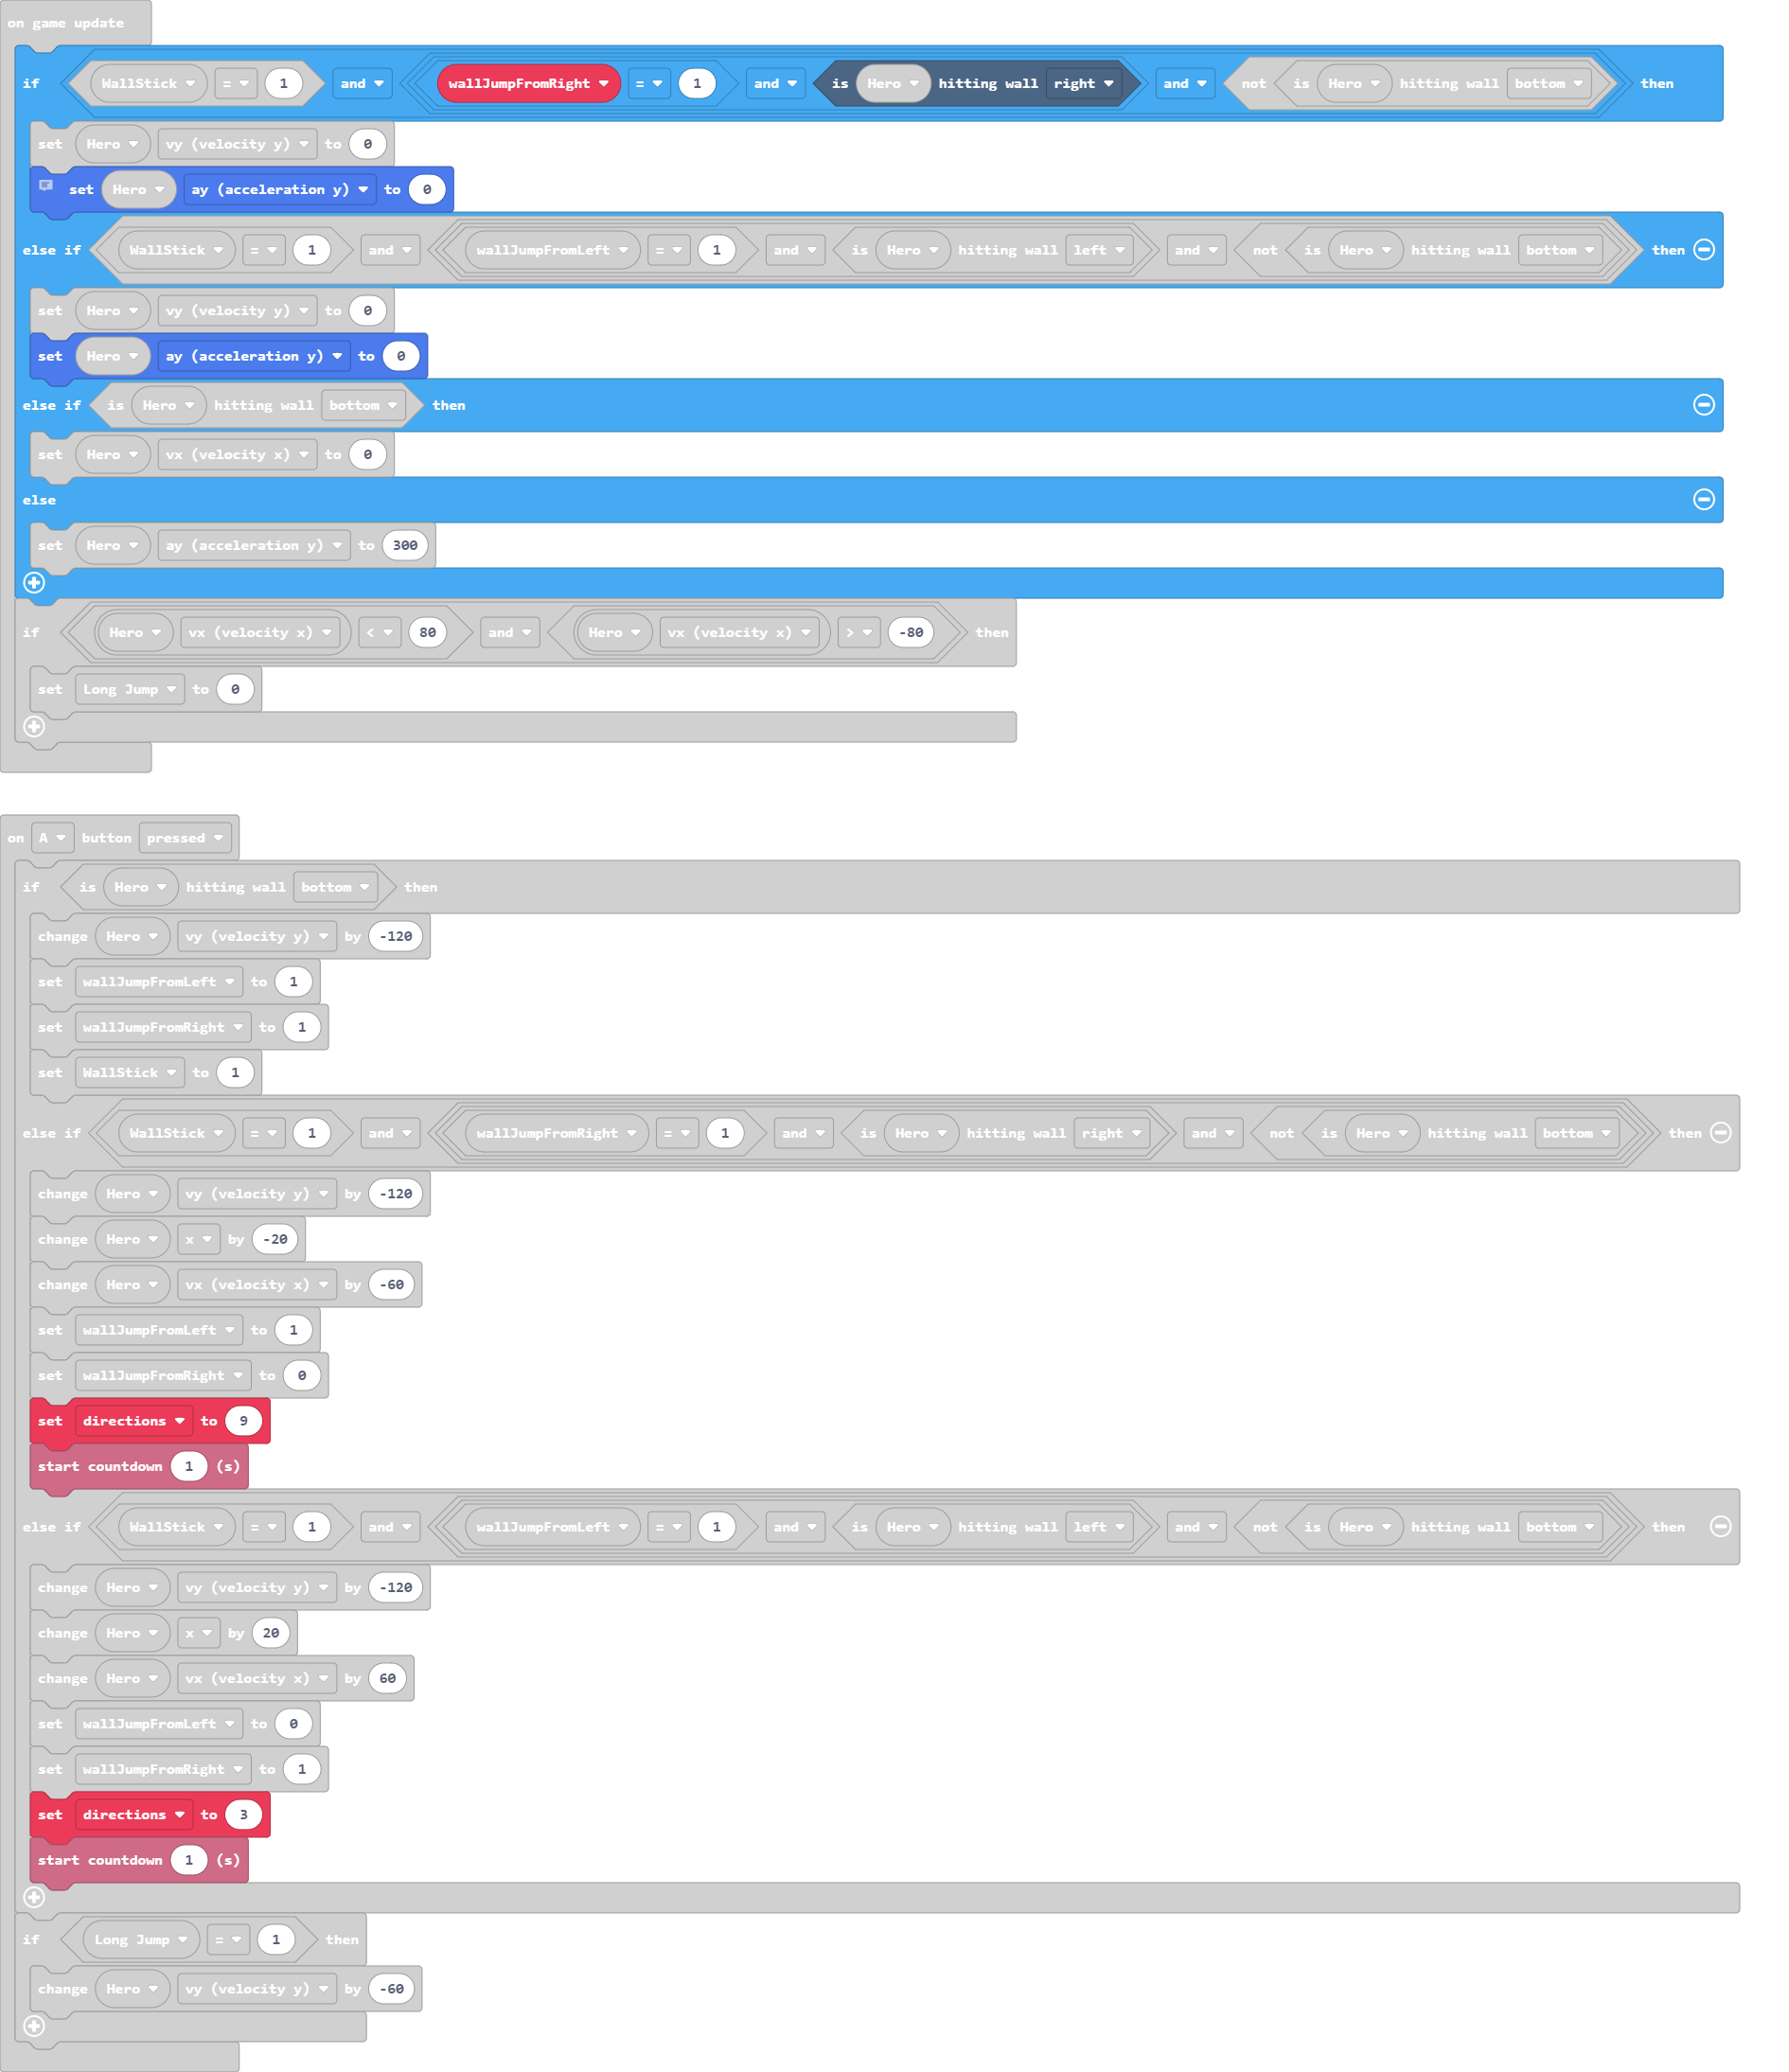 on game update
if WallStick = 1 and wallJumpFromRight = 1 and is Hero hitting wall right and not is Hero hitting wall bottom then
set Hero vy (velocity y) to 0
set Hero ay (acceleration y) to 0
else if WallStick = 1 and wallJumpFromLeft = 1 and is Hero hitting wall left and not is Hero hitting wall bottom then
set Hero vy (velocity y) to 0
set Hero ay (acceleration y) to 0
else if is Hero hitting wall bottom then
set Hero vx (velocity x) to 0
else
set Hero ay (acceleration y) to 300
if Hero vx (velocity x) < 80 and Hero vx (velocity x) > -80 then
set Long Jump to 0
on A button pressed
if is Hero hitting wall bottom then
change Hero vy (velocity y) by -120
set wallJumpFromLeft to 1
set wallJumpFromRight to 1
set WallStick to 1
else if WallStick = 1 and wallJumpFromRight = 1 and is Hero hitting wall right and not is Hero hitting wall bottom then
change Hero vy (velocity y) by -120
change Hero x by -20
change Hero vx (velocity x) by -60
set wallJumpFromLeft to 1
set wallJumpFromRight to 0
set directions to 9
start countdown 1 (s)
else if WallStick = 1 and wallJumpFromLeft = 1 and is Hero hitting wall left and not is Hero hitting wall bottom then
change Hero vy (velocity y) by -120
change Hero x by 20
change Hero vx (velocity x) by 60
set wallJumpFromLeft to 0
set wallJumpFromRight to 1
set directions to 3
start countdown 1 (s)
if Long Jump = 1 then
change Hero vy (velocity y) by -60